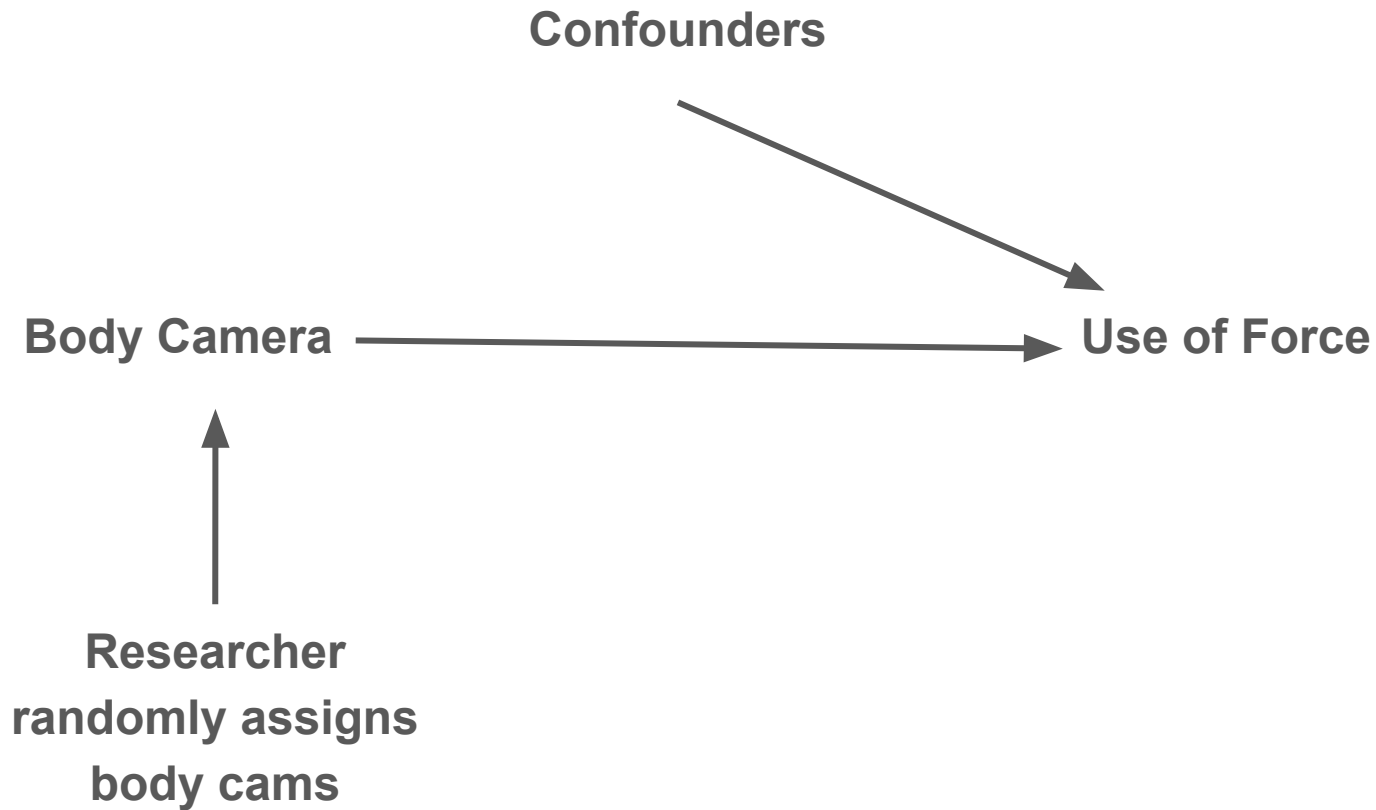 Confounders
Body Camera
Use of Force
Researcher
randomly assigns
body cams